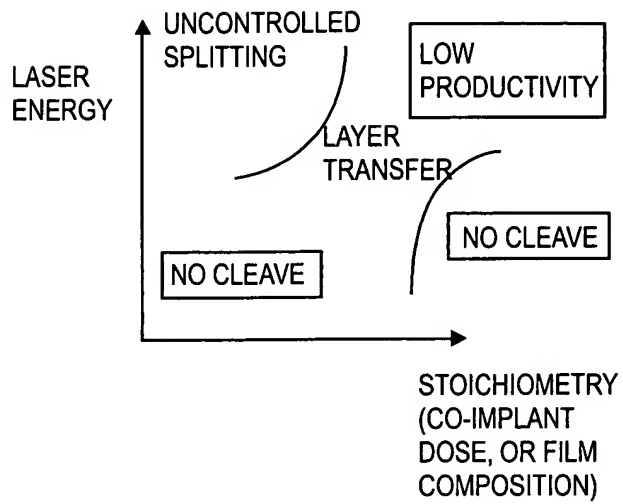 UNCONTROLLED
SPLITTING
LASER
ENERGY
LOW
PRODUCTIVITY
LAYER
TRANSFER
NO CLEAVE
NO CLEAVE
STOICHIOMETRY
(CO-IMPLANT
DOSE, OR FILM
COMPOSITION)